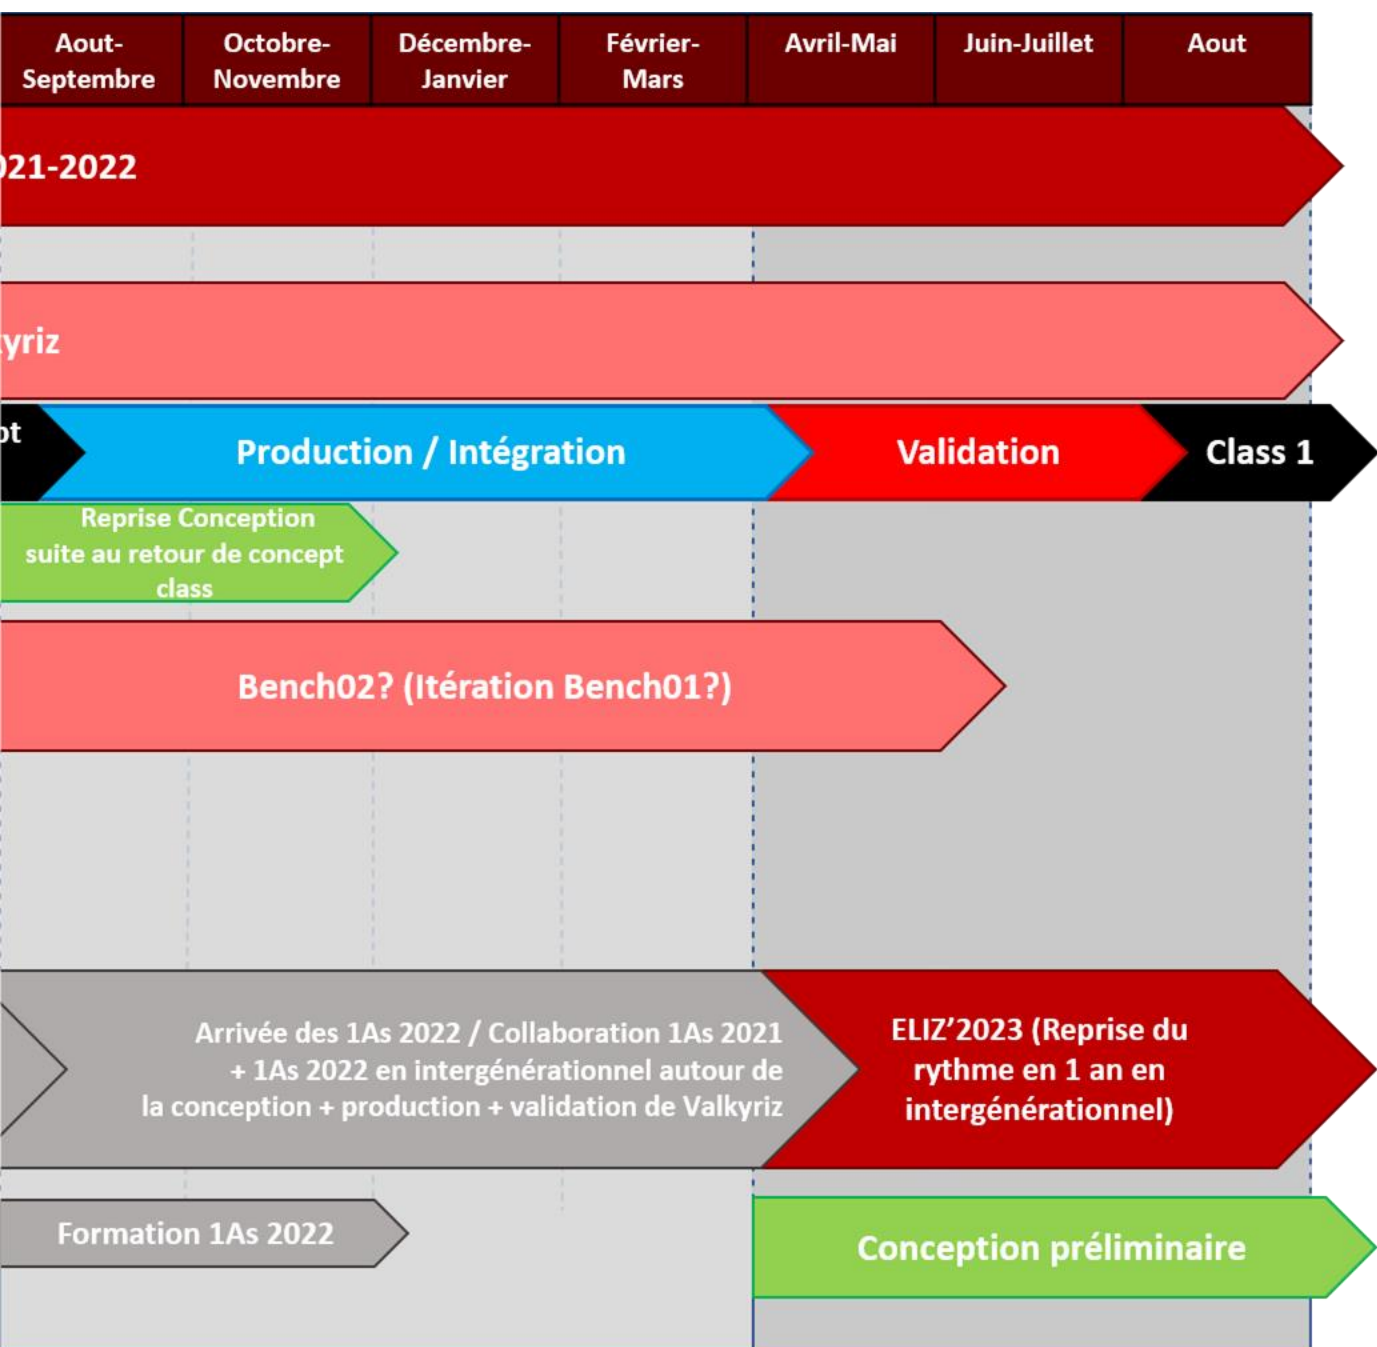 Aout-
Septembre
Octobre-
Novembre
Décembre-
Janvier
Février-
Mars
Avril-Mai
Juin-Juillet
Aout
021-2022
yriz
pt
Production / Intégration
Validation
Class 1
Reprise Conception
suite au retour de concept
class
Bench02? (Itération Bench01?)
Arrivée des 1As 2022 / Collaboration 1As 2021
+ 1As 2022 en intergénérationnel autour de
la conception + production + validation de Valkyriz
ELIZ’2023 (Reprise du
rythme en 1 an en
intergénérationnel)
Formation 1As 2022
Conception préliminaire